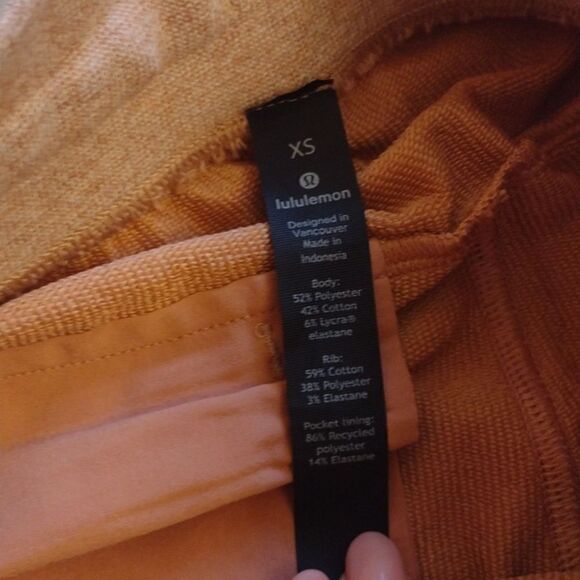 XS
lululemon
Designed in
Vancouver
Made in
Indonesia
Body:
52% Polyester
42% Cotton
6% Lycra®
elastane
Rib:
59% Cotton
38% Polyester
3% Elastane
Pocket lining:
86% Recycled
polyester
14% Elastane